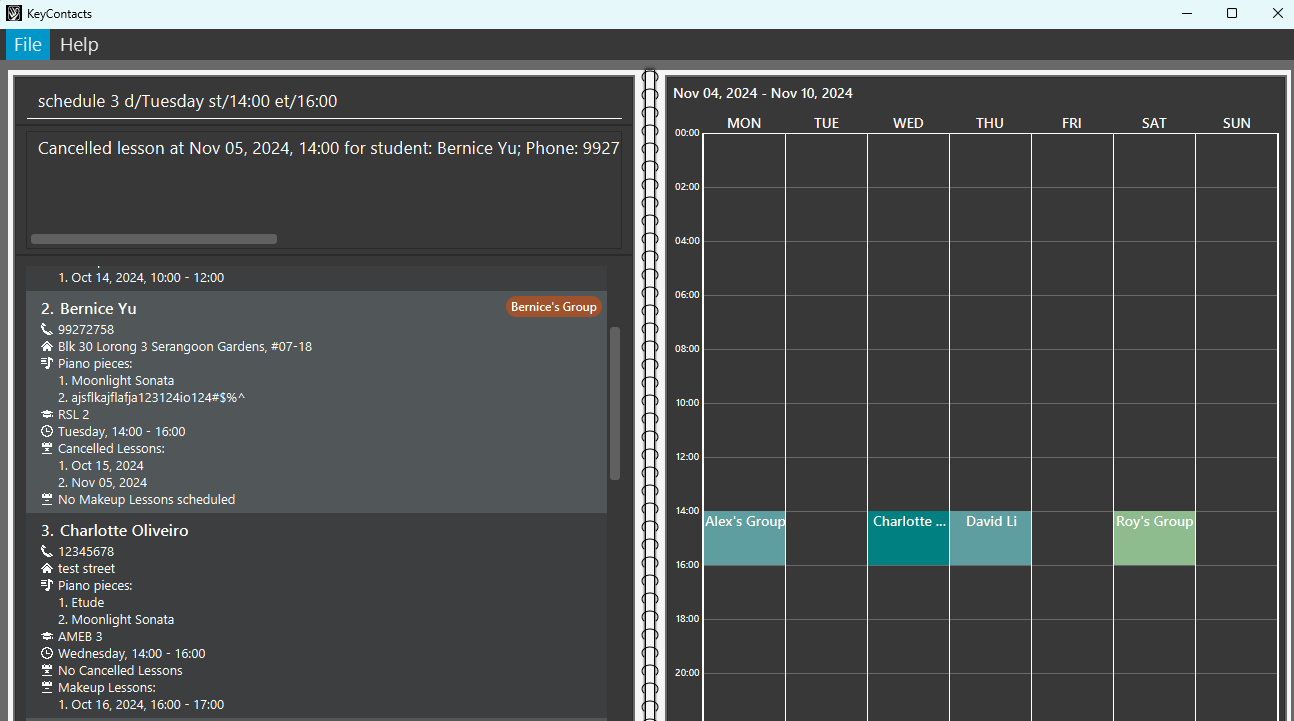 KeyContacts
File Help
schedule 3 d/Tuesday st/14:00 et/16:00
Cancelled lesson at Nov 05, 2024, 14:00 for student: Bernice Yu; Phone: 9927
1. Oct 14, 2024, 10:00 - 12:00
2. Bernice Yu
Bernice's Group
99272758
Blk 30 Lorong 3 Serangoon Gardens, #07-18
Piano pieces:
1. Moonlight Sonata
2. ajsflkajflafja123124io124#$%^
RSL 2
Tuesday, 14:00 - 16:00
Cancelled Lessons:
1. Oct 15, 2024
2. Nov 05, 2024
No Makeup Lessons scheduled
3. Charlotte Oliveiro
12345678
test street
Piano pieces:
1. Etude
2. Moonlight Sonata
AMEB 3
Wednesday, 14:00 - 16:00
No Cancelled Lessons
Makeup Lessons:
1. Oct 16, 2024, 16:00 - 17:00
Nov 04, 2024 - Nov 10, 2024
MON TUE WED THU FRI SAT SUN
00:00
02:00
04:00
06:00
08:00
10:00
12:00
14:00
Alex's Group Charlotte ... David Li Roy's Group
16:00
18:00
20:00